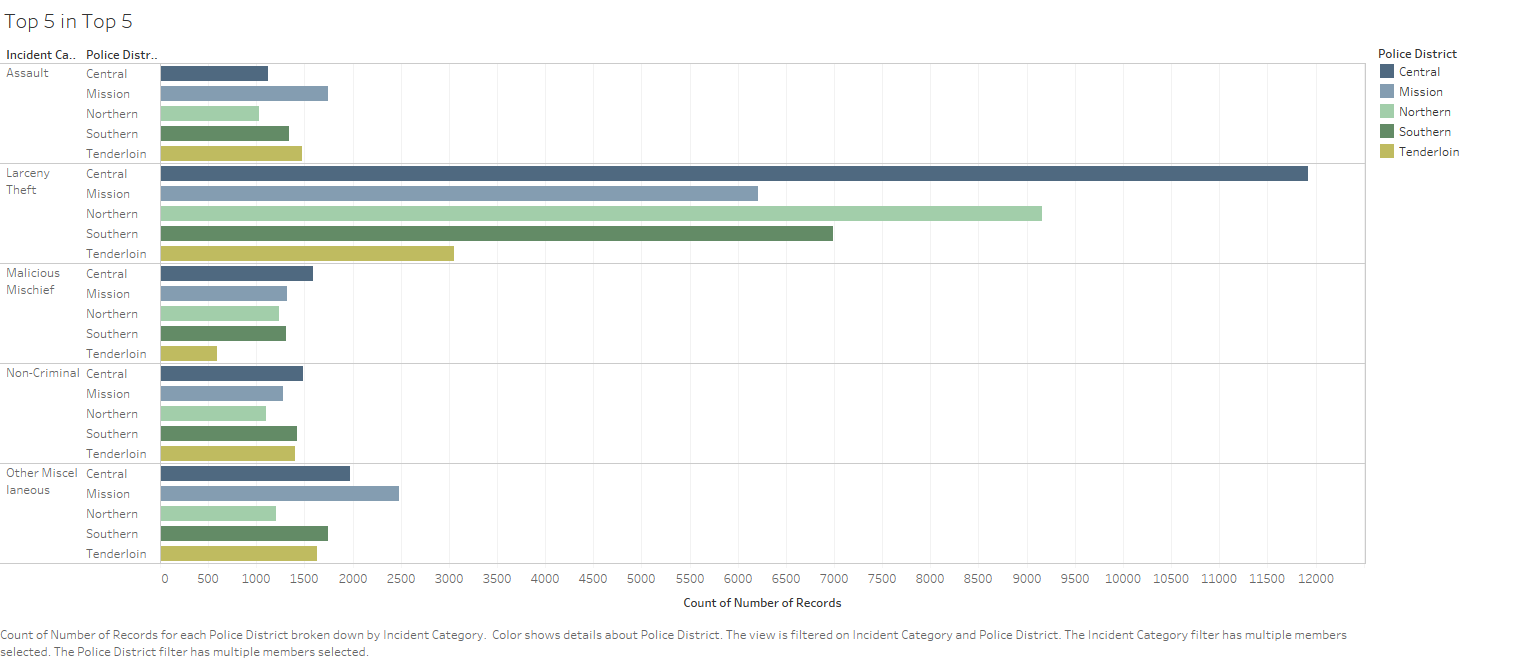 Top 5 in Top 5
Incident Ca.. Police Distr.. Police District
Assault Central Central
Mission Mission
Northern Northern
Southern Southern
Tenderloin Tenderloin
Larceny Central
Theft Mission
Northern
Southern
Tenderloin
Malicious Central
Mischief Mission
Northern
Southern
Tenderloin
Non-Criminal Central
Mission
Northern
Southern
Tenderloin
Other Miscel Central
laneous Mission
Northern
Southern
Tenderloin
0 500 1000 1500 2000 2500 3000 3500 4000 4500 5000 5500 6000 6500 7000 7500 8000 8500 9000 9500 10000 10500 11000 11500 12000
Count of Number of Records
Count of Number of Records for each Police District broken down by Incident Category.  Color shows details about Police District. The view is filtered on Incident Category and Police District. The Incident Category filter has multiple members
selected. The Police District filter has multiple members selected.